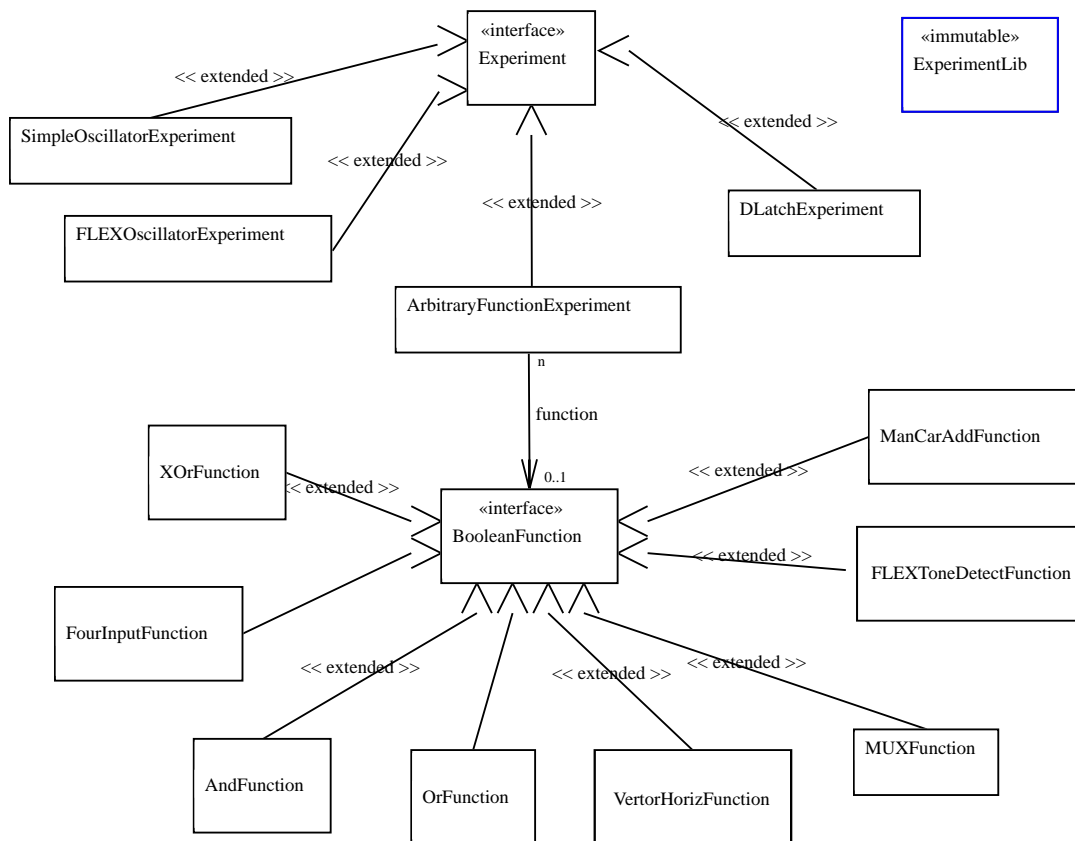 «interface»
Experiment
«immutable»
ExperimentLib
<< extended >>
<< extended >>
SimpleOscillatorExperiment
<< extended >>
<< extended >>
DLatchExperiment
FLEXOscillatorExperiment
ArbitraryFunctionExperiment
n
function
ManCarAddFunction
XOrFunction
<< extended >>
0..1
<< extended >>
«interface»
BooleanFunction
<< extended >>
FLEXToneDetectFunction
FourInputFunction
<< extended >>
<< extended >>
<< extended >>
MUXFunction
AndFunction
OrFunction
VertorHorizFunction